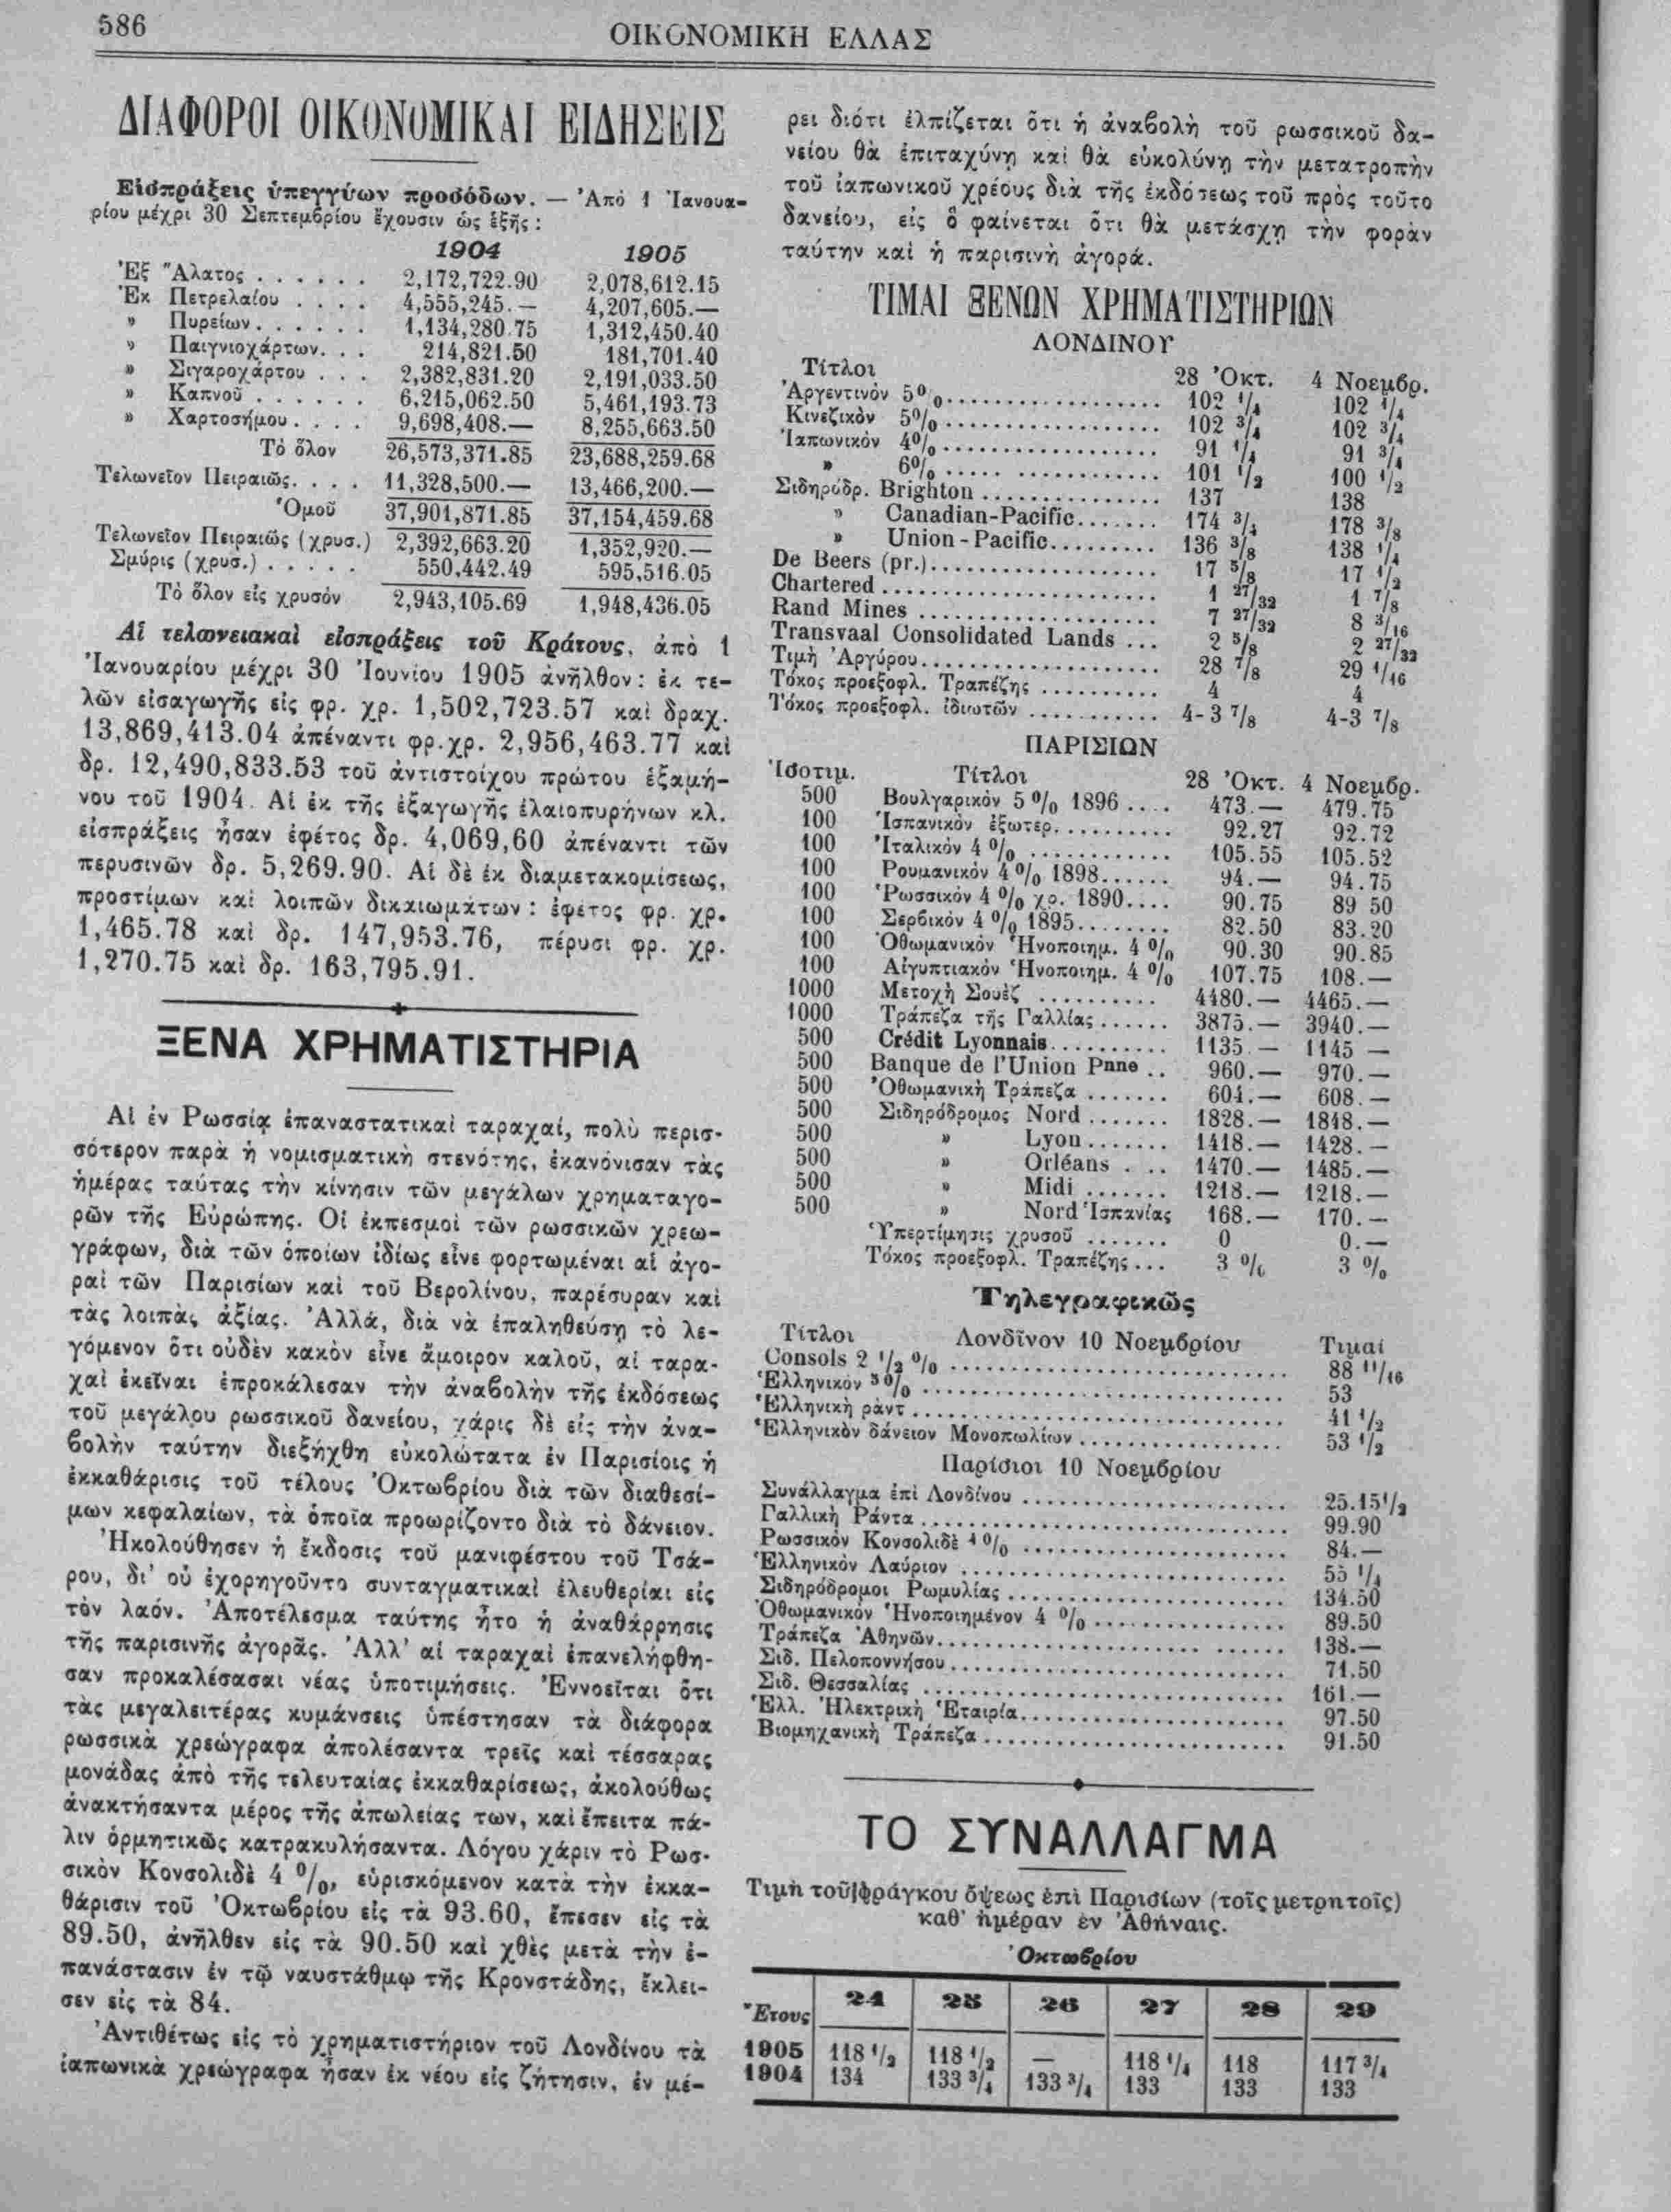 586
ΟΙΚΟΝΟΜΙΚΗ ΕΛΛΑΣ
ΔΙΑΦΟΡΟΙ ΟΙΚΟΝΟΜΙΚΑΙ ΕΙΔΗΣΕΙΣ
Εἰσπράξεις ὑπεγγύων προσόδων. — Ἀπὸ 1 Ἰανουα-
ρίου μέχρι 30 Σεπτεμβρίου ἔχουσιν ὡς ἑξῆς :
1904 1905
Ἐξ Ἅλατος . . . . . . 2,172,722.90 2,078,612.15
Ἐκ Πετρελαίου . . . . 4,555,245.— 4,207,605.—
» Πυρείων . . . . . . 1,134,280.75 1,312,450.40
» Παιγνιοχάρτων. . . 214,821.50 181,701.40
» Σιγαροχάρτου . . . 2,382,831.20 2,191,033.50
» Καπνοῦ . . . . . . 6,215,062.50 5,461,193.73
» Χαρτοσήμου . . . . 9,698,408.— 8,255,663.50
Τὸ ὅλον 26,573,371.85 23,688,259.68
Τελωνεῖον Πειραιῶς. . . . 11,328,500.— 13,466,200.—
Ὁμοῦ 37,901,871.85 37,154,459.68
Τελωνεῖον Πειραιῶς (χρυσ.) 2,392,663.20 1,352,920.—
Σμύρις (χρυσ.) . . . . . 550,442.49 595,516.05
Τὸ ὅλον εἰς χρυσόν 2,943,105.69 1,948,436.05
Αἱ τελωνειακαὶ εἰσπράξεις τοῦ Κράτους, ἀπὸ 1
Ἰανουαρίου μέχρι 30 Ἰουνίου 1905 ἀνῆλθον: ἐκ τε-
λῶν εἰσαγωγῆς εἰς φρ. χρ. 1,502,723.57 καὶ δραχ.
13,869,413.04 ἀπέναντι φρ.χρ. 2,956,463.77 καὶ
δρ. 12,490,833.53 τοῦ ἀντιστοίχου πρώτου ἑξαμή-
νου τοῦ 1904. Αἱ ἐκ τῆς ἐξαγωγῆς ἐλαιοπυρήνων κλ.
εἰσπράξεις ἦσαν ἐφέτος δρ. 4,069,60 ἀπέναντι τῶν
περυσινῶν δρ. 5,269.90. Αἱ δὲ ἐκ διαμετακομίσεως,
προστίμων καὶ λοιπῶν δικαιωμάτων : ἐφέτος φρ. χρ.
1,465.78 καὶ δρ. 147,953.76, πέρυσι φρ. χρ.
1,270.75 καὶ δρ. 163,795.91.
ΞΕΝΑ ΧΡΗΜΑΤΙΣΤΗΡΙΑ
Αἱ ἐν Ρωσσίᾳ ἐπαναστατικαὶ ταραχαί, πολὺ περισ-
σότερον παρὰ ἡ νομισματικὴ στενότης, ἐκανόνισαν τὰς
ἡμέρας ταύτας τὴν κίνησιν τῶν μεγάλων χρηματαγο-
ρῶν τῆς Εὐρώπης. Οἱ ἐκπεσμοὶ τῶν ρωσσικῶν χρεω-
γράφων, διὰ τῶν ὁποίων ἰδίως εἶνε φορτωμέναι αἱ ἀγο-
ραὶ τῶν Παρισίων καὶ τοῦ Βερολίνου, παρέσυραν καὶ
τὰς λοιπὰς ἀξίας. Ἀλλά, διὰ νὰ ἐπαληθεύσῃ τὸ λε-
γόμενον ὅτι οὐδὲν κακὸν εἶνε ἄμοιρον καλοῦ, αἱ ταρα-
χαὶ ἐκεῖναι ἐπροκάλεσαν τὴν ἀναβολὴν τῆς ἐκδόσεως
τοῦ μεγάλου ρωσσικοῦ δανείου, χάρις δὲ εἰς τὴν ἀνα-
βολὴν ταύτην διεξήχθη εὐκολώτατα ἐν Παρισίοις ἡ
ἐκκαθάρισις τοῦ τέλους Ὀκτωβρίου διὰ τῶν διαθεσί-
μων κεφαλαίων, τὰ ὁποῖα προωρίζοντο διὰ τὸ δάνειον.
Ἠκολούθησεν ἡ ἔκδοσις τοῦ μανιφέστου τοῦ Τσά-
ρου, δι' οὗ ἐχορηγοῦντο συνταγματικαὶ ἐλευθερίαι εἰς
τὸν λαόν. Ἀποτέλεσμα ταύτης ἦτο ἡ ἀναθάρρησις
τῆς παρισινῆς ἀγορᾶς. Ἀλλ' αἱ ταραχαὶ ἐπανελήφθη-
σαν προκαλέσασαι νέας ὑποτιμήσεις. Ἐννοεῖται ὅτι
τὰς μεγαλειτέρας κυμάνσεις ὑπέστησαν τὰ διάφορα
ρωσσικὰ χρεώγραφα ἀπολέσαντα τρεῖς καὶ τέσσαρας
μονάδας ἀπὸ τῆς τελευταίας ἐκκαθαρίσεως, ἀκολούθως
ἀνακτήσαντα μέρος τῆς ἀπωλείας των, καὶ ἔπειτα πά-
λιν ὁρμητικῶς κατρακυλήσαντα. Λόγου χάριν τὸ Ρωσ-
σικὸν Κονσολιδὲ 4 0/0, εὑρισκόμενον κατὰ τὴν ἐκκα-
θάρισιν τοῦ Ὀκτωβρίου εἰς τὰ 93.60, ἔπεσεν εἰς τὰ
89.50, ἀνῆλθεν εἰς τὰ 90.50 καὶ χθὲς μετὰ τὴν ἐ-
πανάστασιν ἐν τῷ ναυστάθμῳ τῆς Κρονστάδης, ἔκλει-
σεν εἰς τὰ 84.
Ἀντιθέτως εἰς τὸ χρηματιστήριον τοῦ Λονδίνου τὰ
ἰαπωνικὰ χρεώγραφα ἦσαν ἐκ νέου εἰς ζήτησιν, ἐν μέ-
ρει διότι ἐλπίζεται ὅτι ἡ ἀναβολὴ τοῦ ρωσσικοῦ δα-
νείου θὰ ἐπιταχύνῃ καὶ θὰ εὐκολύνῃ τὴν μετατροπὴν
τοῦ ἰαπωνικοῦ χρέους διὰ τῆς ἐκδόσεως τοῦ πρὸς τοῦτο
δανείου, εἰς ὃ φαίνεται ὅτι θὰ μετάσχῃ τὴν φορὰν
ταύτην καὶ ἡ παρισινὴ ἀγορά.
ΤΙΜΑΙ ΞΕΝΩΝ ΧΡΗΜΑΤΙΣΤΗΡΙΩΝ
ΛΟΝΔΙΝΟΥ
Τίτλοι 28 Ὀκτ. 4 Νοεμβρ.
Ἀργεντινὸν 5 0/0 . . . . 102 1/4 102 1/4
Κινεζικὸν 5 0/0 . . . . 102 3/4 102 3/4
Ἰαπωνικὸν 4 0/0 . . . . 91 1/4 91 3/4
» 6 0/0 . . . . 101 1/2 100 1/2
Σιδηρόδρ. Brighton . . . . 137 138
» Canadian-Pacific . . . . 174 3/4 178 3/8
» Union-Pacific . . . . 136 3/8 138 1/4
De Beers (pr.) . . . . 17 5/8 17 1/2
Chartered . . . . 1 27/32 1 7/8
Rand Mines . . . . 7 27/32 8 3/16
Transvaal Consolidated Lands . . . 2 5/8 2 27/32
Τιμὴ Ἀργύρου . . . . 28 7/8 29 1/16
Τόκος προεξοφλ. Τραπέζης . . . . 4 4
Τόκος προεξοφλ. ἰδιωτῶν . . . . 4-3 7/8 4-3 7/8
ΠΑΡΙΣΙΩΝ
Ἰσοτιμ. Τίτλοι 28 Ὀκτ. 4 Νοεμβρ.
500 Βουλγαρικὸν 5 0/0 1896 . . . . 473.— 479.75
100 Ἱσπανικὸν ἐξωτερ. . . . 92.27 92.72
100 Ἰταλικὸν 4 0/0 . . . . 105.55 105.52
100 Ρουμανικὸν 4 0/0 1898 . . . . 94.— 94.75
100 Ῥωσσικὸν 4 0/0 χρ. 1890 . . . . 90.75 89 50
100 Σερβικὸν 4 0/0 1895 . . . . 82.50 83.20
100 Ὀθωμανικὸν Ἡνοποιημ. 4 0/0 90.30 90.85
100 Αἰγυπτιακὸν Ἡνοποιημ. 4 0/0 107.75 108.—
1000 Μετοχὴ Σουὲζ . . . . 4480.— 4465.—
1000 Τράπεζα τῆς Γαλλίας . . . . 3875.— 3940.—
500 Crédit Lyonnais . . . . 1135.— 1145 —
500 Banque de l'Union Pnne . . 960.— 970.—
500 Ὀθωμανικὴ Τράπεζα . . . . 604.— 608.—
500 Σιδηρόδρομος Nord . . . . 1828.— 1848.—
500 » Lyon . . . . 1418.— 1428.—
500 » Orléans . . . 1470.— 1485.—
500 » Midi . . . . 1218.— 1218.—
500 » Nord Ἱσπανίας 168.— 170.—
Ὑπερτίμησις χρυσοῦ . . . . 0 0.—
Τόκος προεξοφλ. Τραπέζης . . . 3 0/0 3 0/0
Τηλεγραφικῶς
Τίτλοι Λονδῖνον 10 Νοεμβρίου Τιμαί
Consols 2 1/2 0/0 . . . . 88 11/16
Ἑλληνικὸν 5 0/0 . . . . 53
Ἑλληνικὴ ράντ . . . . 41 1/2
Ἑλληνικὸν δάνειον Μονοπωλίων . . . . 53 1/2
Παρίσιοι 10 Νοεμβρίου
Συνάλλαγμα ἐπὶ Λονδίνου . . . . 25.15 1/2
Γαλλικὴ Ράντα . . . . 99.90
Ρωσσικὸν Κονσολιδὲ 4 0/0 . . . . 84.—
Ἑλληνικὸν Λαύριον . . . . 55 1/4
Σιδηρόδρομοι Ρωμυλίας . . . . 134.50
Ὀθωμανικὸν Ἡνοποιημένον 4 0/0 . . . . 89.50
Τράπεζα Ἀθηνῶν . . . . 138.—
Σιδ. Πελοποννήσου . . . . 71.50
Σιδ. Θεσσαλίας . . . . 161.—
Ἑλλ. Ἠλεκτρικὴ Ἑταιρία . . . . 97.50
Βιομηχανικὴ Τράπεζα . . . . 91.50
ΤΟ ΣΥΝΑΛΛΑΓΜΑ
Τιμὴ τοῦ φράγκου ὄψεως ἐπὶ Παρισίων (τοῖς μετρητοῖς)
καθ' ἡμέραν ἐν Ἀθήναις.
Ὀκτωβρίου
Ἔτους 24 25 26 27 28 29
1905 118 1/2 118 1/2 — 118 1/4 118 117 3/4
1904 134 133 3/4 133 3/4 133 133 133